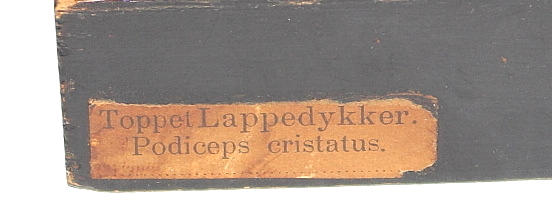 Toppet Lappedykker.
Podiceps cristatus.